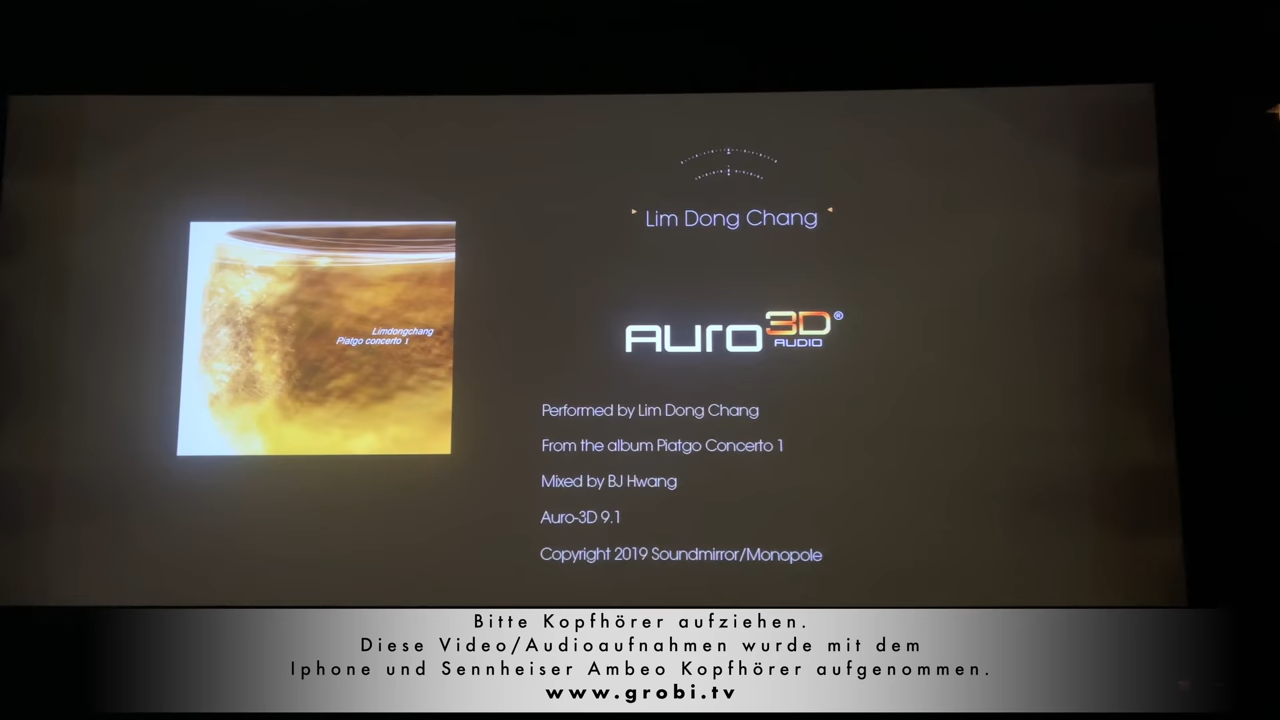 Lim Dong Chang
Limdongchang
Piatgo concerto 1
AURO 3D®
AUDIO
Performed by Lim Dong Chang
From the album Piatgo Concerto 1
Mixed by BJ Hwang
Auro-3D 9.1
Copyright 2019 Soundmirror/Monopole
Bitte Kopfhörer aufziehen.
Diese Video/Audioaufnahmen wurde mit dem
Iphone und Sennheiser Ambeo Kopfhörer aufgenommen.
www.grobi.tv